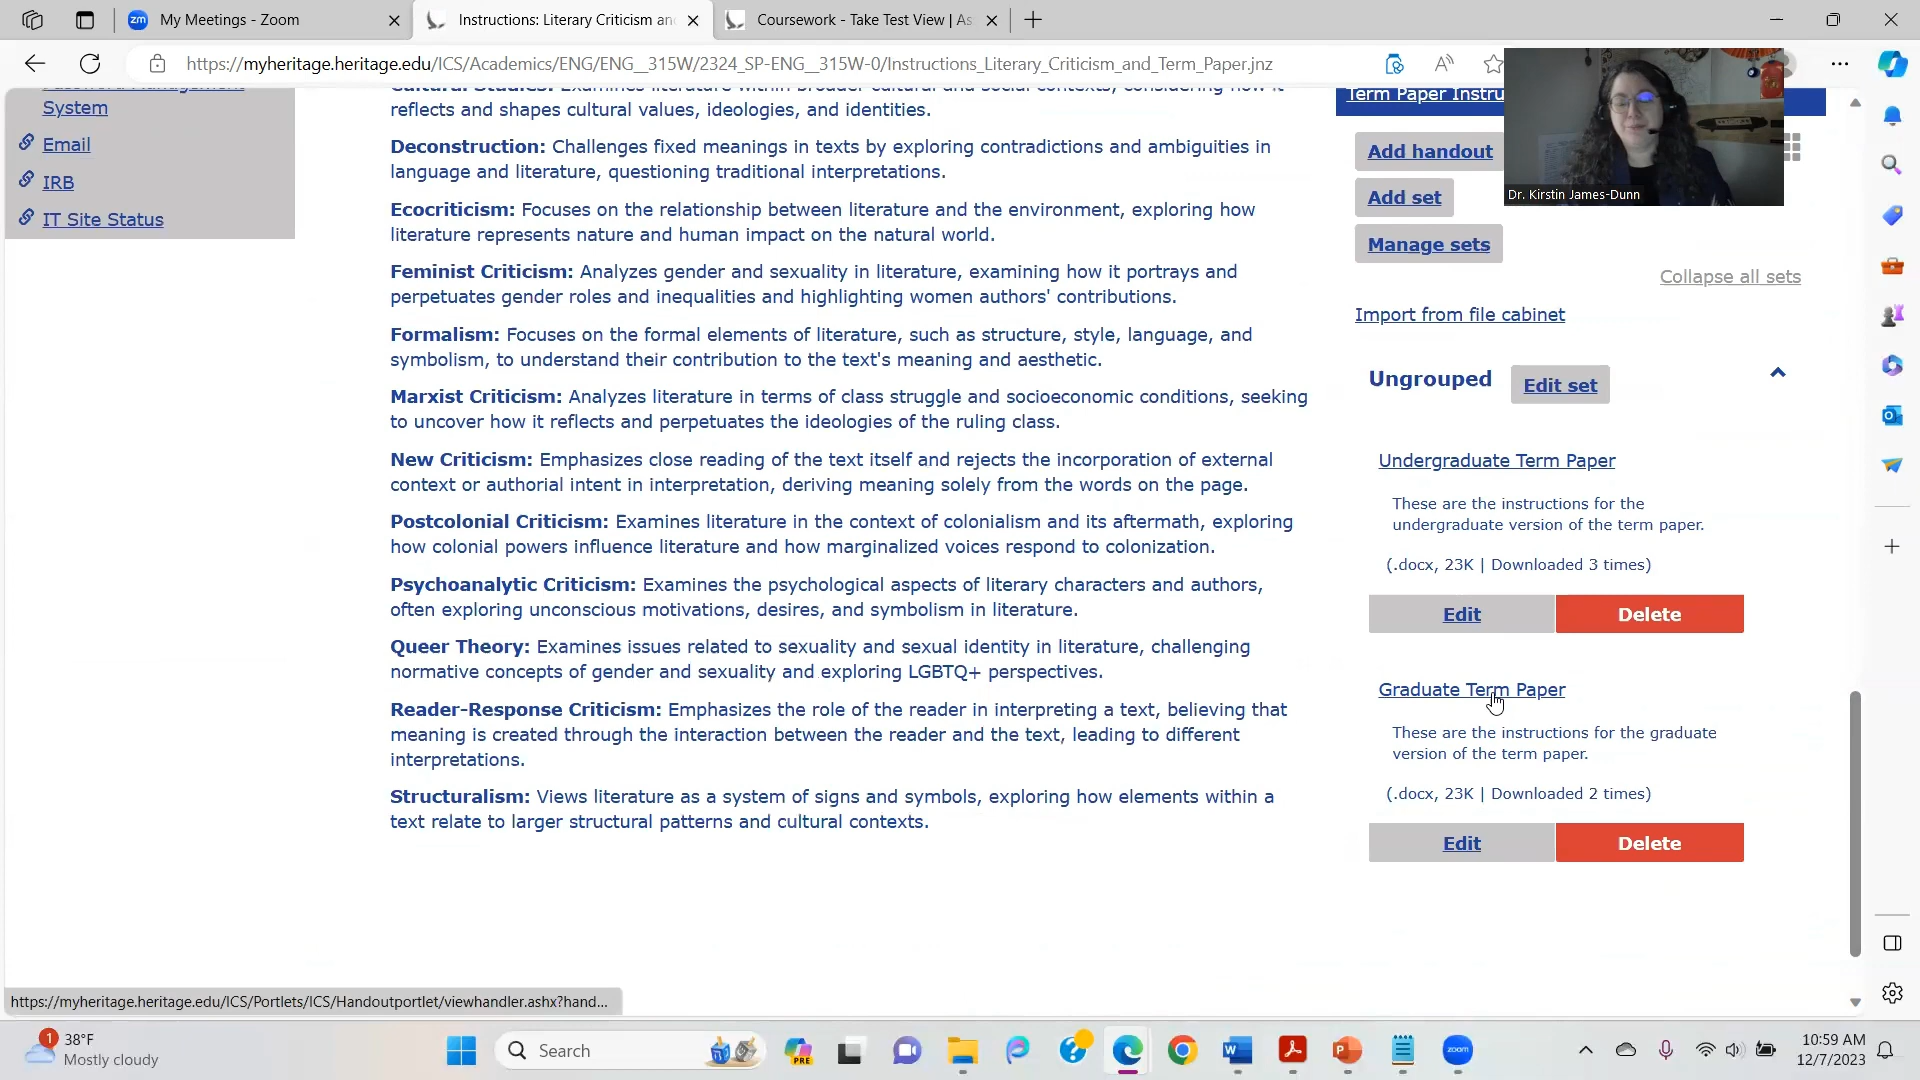 My Meetings - Zoom
Instructions: Literary Criticism an
Coursework - Take Test View | As
https://myheritage.heritage.edu/ICS/Academics/ENG/ENG__315W/2324_SP-ENG__315W-0/Instructions_Literary_Criticism_and_Term_Paper.jnz
System
Email
IRB
IT Site Status
Cultural Studies: Examines literature within broader cultural and social contexts, considering how it
reflects and shapes cultural values, ideologies, and identities.
Deconstruction: Challenges fixed meanings in texts by exploring contradictions and ambiguities in
language and literature, questioning traditional interpretations.
Ecocriticism: Focuses on the relationship between literature and the environment, exploring how
literature represents nature and human impact on the natural world.
Feminist Criticism: Analyzes gender and sexuality in literature, examining how it portrays and
perpetuates gender roles and inequalities and highlighting women authors' contributions.
Formalism: Focuses on the formal elements of literature, such as structure, style, language, and
symbolism, to understand their contribution to the text's meaning and aesthetic.
Marxist Criticism: Analyzes literature in terms of class struggle and socioeconomic conditions, seeking
to uncover how it reflects and perpetuates the ideologies of the ruling class.
New Criticism: Emphasizes close reading of the text itself and rejects the incorporation of external
context or authorial intent in interpretation, deriving meaning solely from the words on the page.
Postcolonial Criticism: Examines literature in the context of colonialism and its aftermath, exploring
how colonial powers influence literature and how marginalized voices respond to colonization.
Psychoanalytic Criticism: Examines the psychological aspects of literary characters and authors,
often exploring unconscious motivations, desires, and symbolism in literature.
Queer Theory: Examines issues related to sexuality and sexual identity in literature, challenging
normative concepts of gender and sexuality and exploring LGBTQ+ perspectives.
Reader-Response Criticism: Emphasizes the role of the reader in interpreting a text, believing that
meaning is created through the interaction between the reader and the text, leading to different
interpretations.
Structuralism: Views literature as a system of signs and symbols, exploring how elements within a
text relate to larger structural patterns and cultural contexts.
Term Paper Instru
Add handout
Add set
Manage sets
Dr. Kirstin James-Dunn
Collapse all sets
Import from file cabinet
Ungrouped
Edit set
Undergraduate Term Paper
These are the instructions for the
undergraduate version of the term paper.
(.docx, 23K | Downloaded 3 times)
Edit
Delete
Graduate Term Paper
These are the instructions for the graduate
version of the term paper.
(.docx, 23K | Downloaded 2 times)
Edit
Delete
https://myheritage.heritage.edu/ICS/Portlets/ICS/Handoutportlet/viewhandler.ashx?hand...
1
38°F
Mostly cloudy
Search
PRE
zoom
10:59 AM
12/7/2023